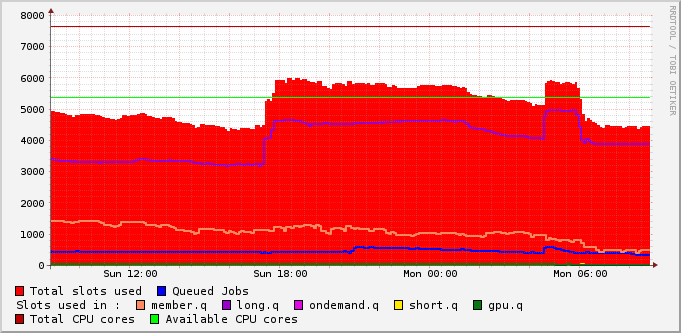 8000
7000
6000
5000
4000
3000
2000
1000
0
RRDTOOL / TOBI OETIKER
Sun 12:00 Sun 18:00 Mon 00:00 Mon 06:00
Total slots used Queued Jobs
Slots used in : member.q long.q ondemand.q short.q gpu.q
Total CPU cores Available CPU cores